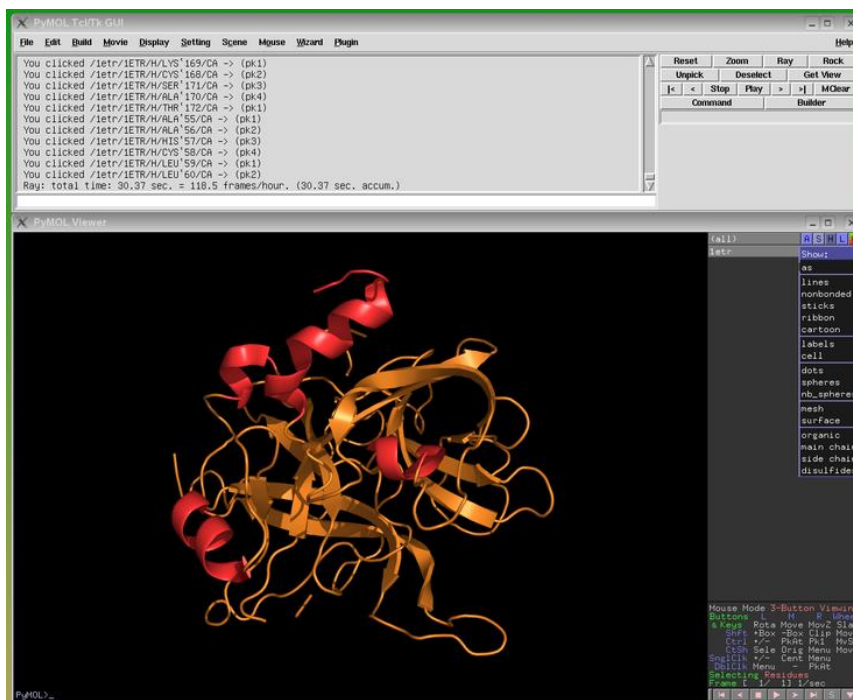 PyMOL Tcl/Tk GUI
File Edit Build Movie Display Setting Scene Mouse Wizard Plugin Help
You clicked /1etr/1ETR/H/LYS`169/CA -> (pk1)
You clicked /1etr/1ETR/H/CYS`168/CA -> (pk2)
You clicked /1etr/1ETR/H/SER`171/CA -> (pk3)
You clicked /1etr/1ETR/H/ALA`170/CA -> (pk4)
You clicked /1etr/1ETR/H/THR`172/CA -> (pk1)
You clicked /1etr/1ETR/H/ALA`55/CA -> (pk1)
You clicked /1etr/1ETR/H/ALA`56/CA -> (pk2)
You clicked /1etr/1ETR/H/HIS`57/CA -> (pk3)
You clicked /1etr/1ETR/H/CYS`58/CA -> (pk4)
You clicked /1etr/1ETR/H/LEU`59/CA -> (pk1)
You clicked /1etr/1ETR/H/LEU`60/CA -> (pk2)
Ray: total time: 30.37 sec. = 118.5 frames/hour. (30.37 sec. accum.)
Reset Zoom Ray Rock
Unpick Deselect Get View
|< < Stop Play > >| MClear
Command Builder
PyMOL Viewer
(all) A S H L
1etr
Show:
as
lines
nonbonded
sticks
ribbon
cartoon
labels
cell
dots
spheres
nb_spheres
mesh
surface
organic
main chai
side chai
disulfide
Mouse Mode 3-Button Viewin
Buttons L M R Whee
& Keys Rota Move MovZ Sla
Shft +Box -Box Clip Mov
Ctrl +/- PkAt Pk1 MvS
CtSh Sele Orig Menu Mov
SnglClk +/- Cent Menu
DblClk Menu - PkAt
Selecting Residues
Frame [ 1/ 1] 1/sec
S
PyMOL>_